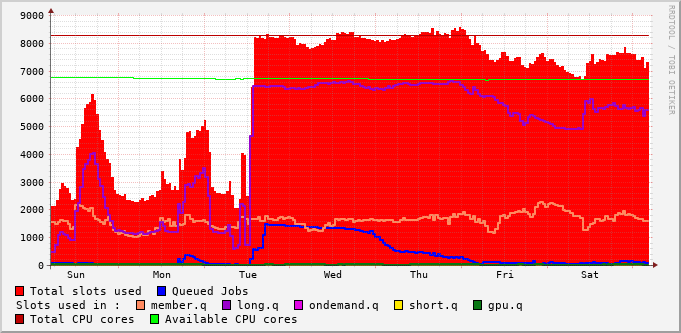 9000
8000
7000
6000
5000
4000
3000
2000
1000
0
Sun Mon Tue Wed Thu Fri Sat
RRDTOOL / TOBI OETIKER
Total slots used Queued Jobs
Slots used in : member.q long.q ondemand.q short.q gpu.q
Total CPU cores Available CPU cores